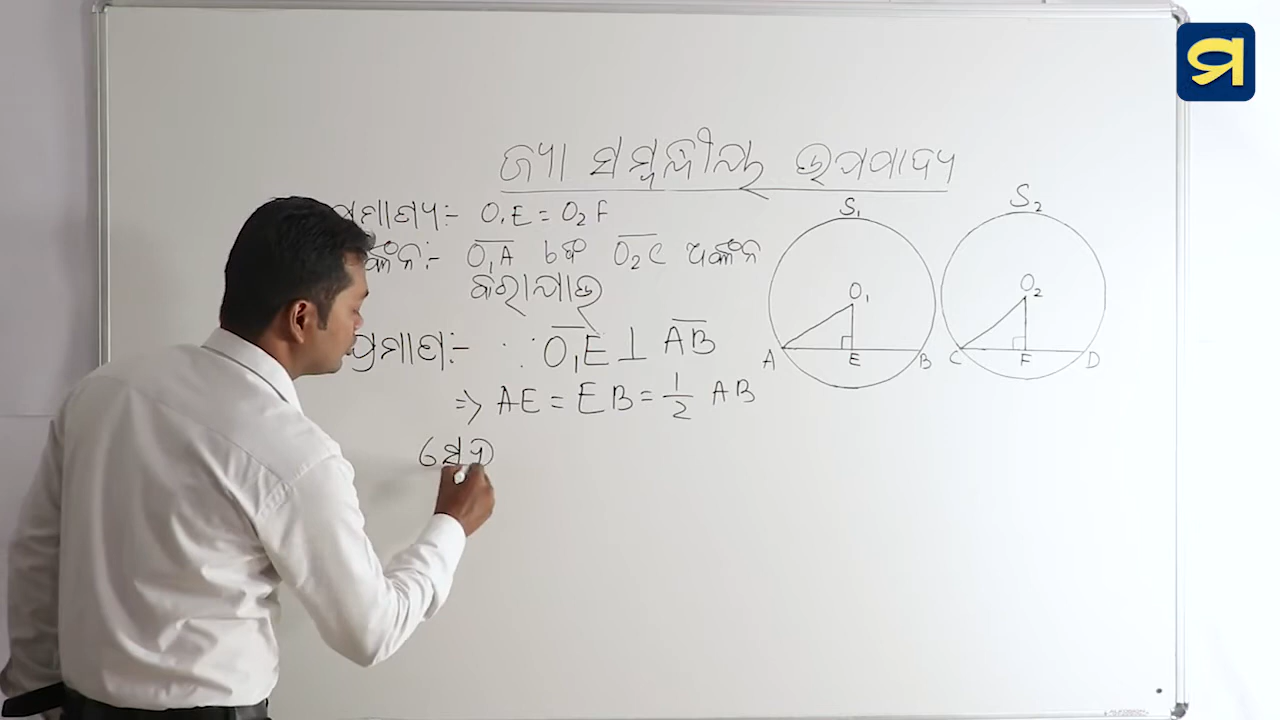 ମ
ଜ୍ୟା ସମ୍ବନ୍ଧୀୟ ଉପପାଦ୍ୟ
ପ୍ରମାଣ୍ୟ:- O₁E = O₂F
ଅଙ୍କନ:- O₁A ଏବଂ O₂C ଅଙ୍କନ
କରାଯାଉ
ପ୍ରମାଣ:- ∵ O₁E ⊥ AB
⇒ AE = EB = 1/2 AB
ସେହି
S₁
O₁
A E B
S₂
O₂
C F D